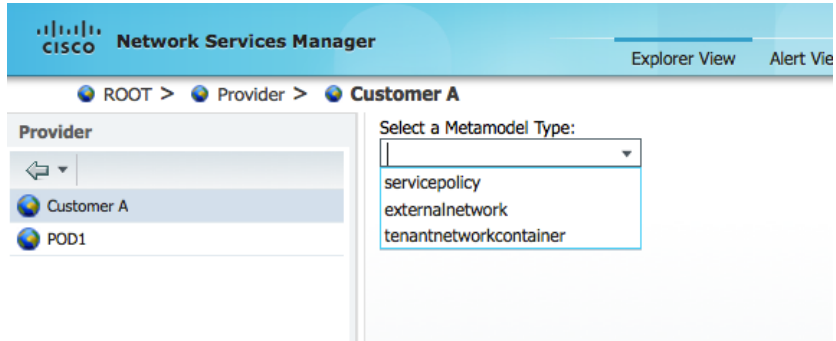 CISCO Network Services Manager
Explorer View Alert Vie
ROOT > Provider > Customer A
Provider
Customer A
POD1
Select a Metamodel Type:
servicepolicy
externalnetwork
tenantnetworkcontainer